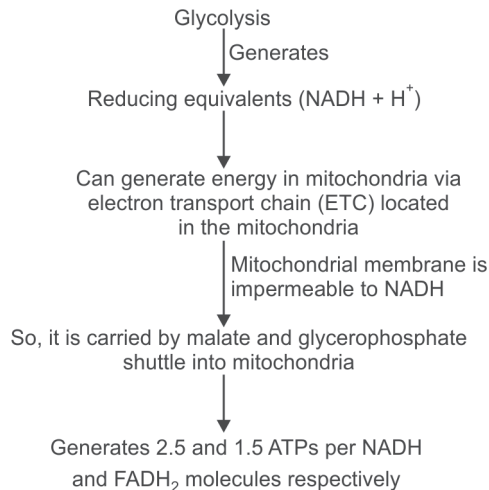 Glycolysis
Generates
Reducing equivalents (NADH + H⁺)
Can generate energy in mitochondria via
electron transport chain (ETC) located
in the mitochondria
Mitochondrial membrane is
impermeable to NADH
So, it is carried by malate and glycerophosphate
shuttle into mitochondria
Generates 2.5 and 1.5 ATPs per NADH
and FADH₂ molecules respectively